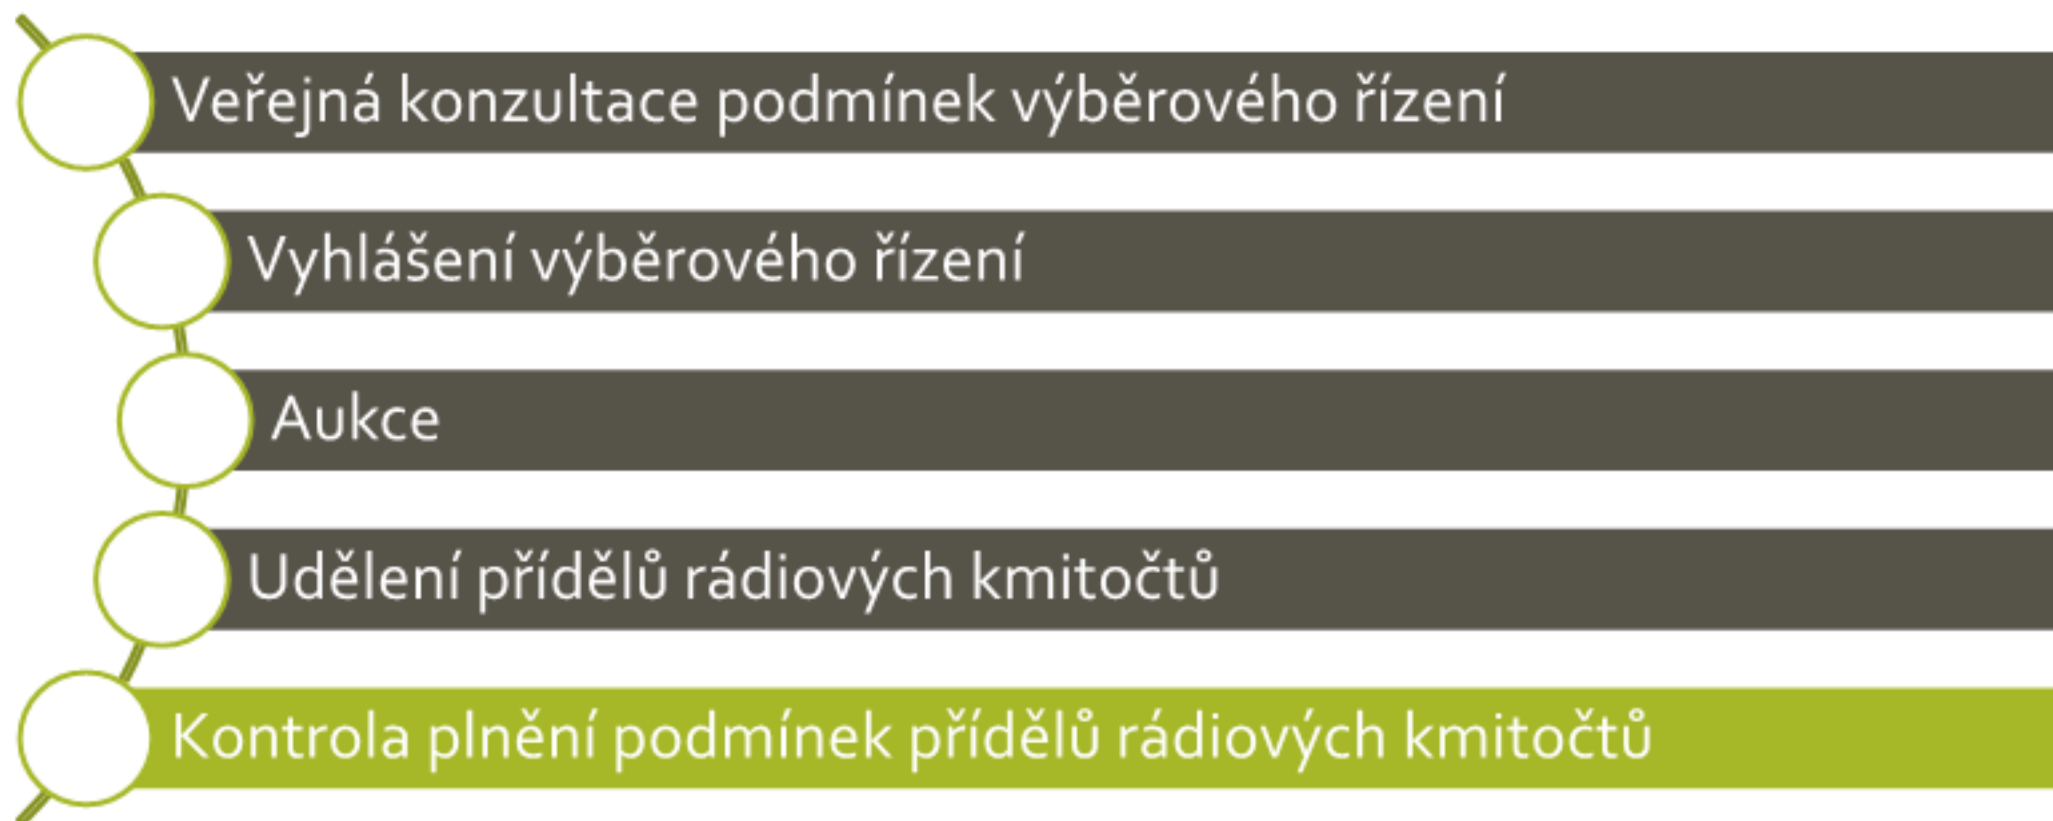 Veřejná konzultace podmínek výběrového řízení
Vyhlášení výběrového řízení
Aukce
Udělení přídělů rádiových kmitočtů
Kontrola plnění podmínek přídělů rádiových kmitočtů